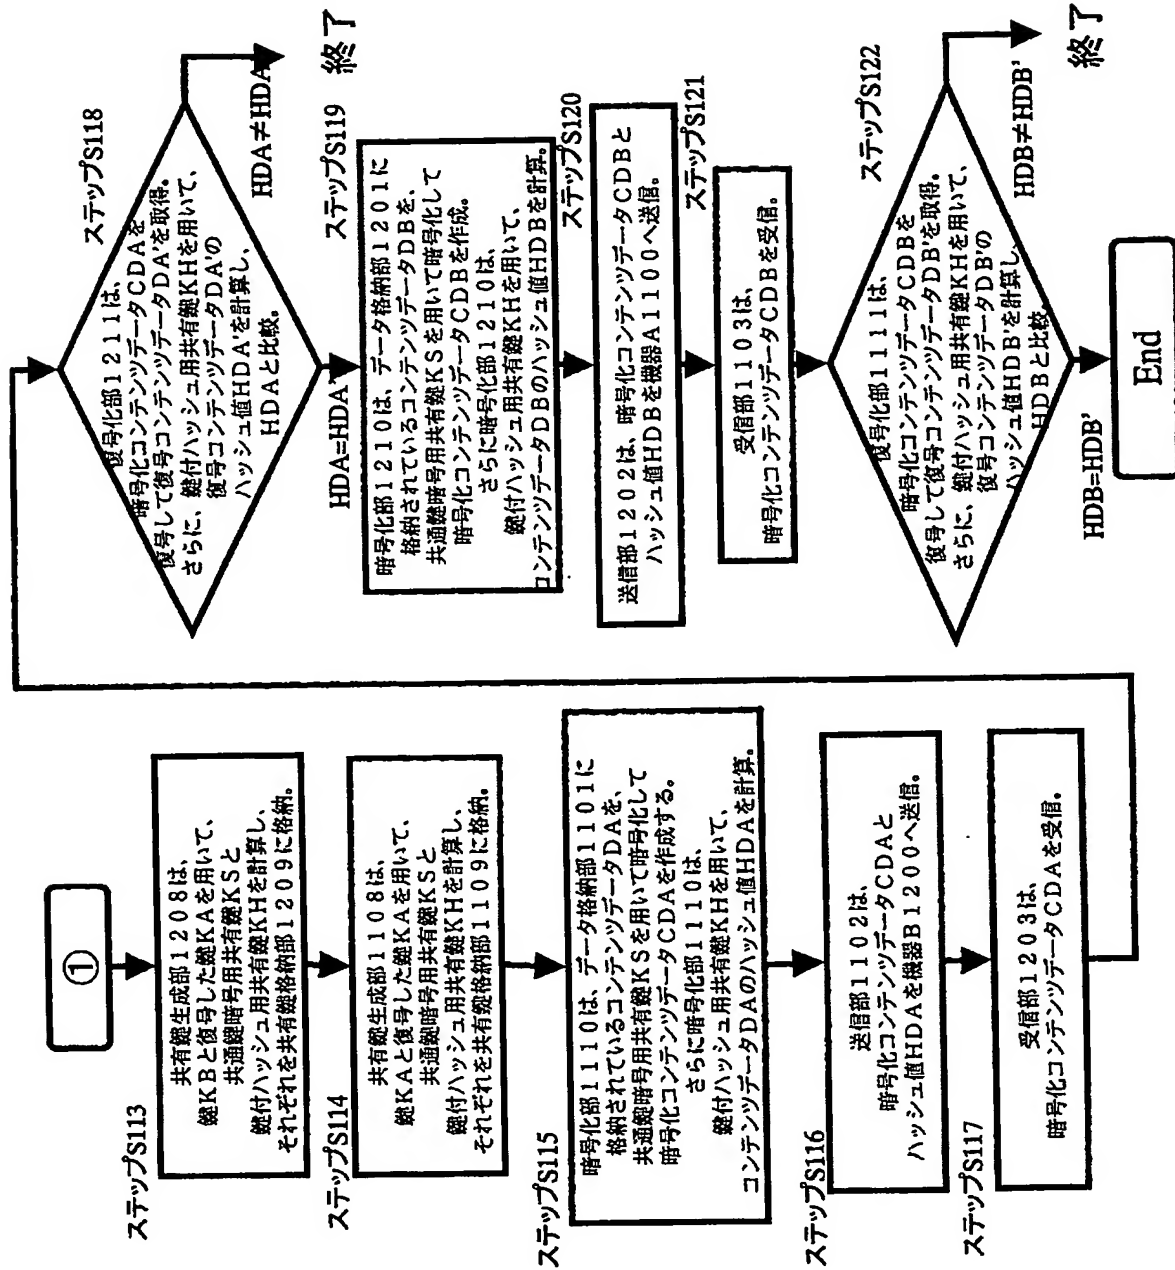 ①
ステップS113
共有鍵生成部1208は、
鍵KBと復号した鍵KAを用いて、
共通鍵暗号用共有鍵KSと
鍵付ハッシュ用共有鍵KHを計算し、
それぞれを共有鍵格納部1209に格納。
ステップS114
共有鍵生成部1108は、
鍵KAと復号した鍵KAを用いて、
共通鍵暗号用共有鍵KSと
鍵付ハッシュ用共有鍵KHを計算し、
それぞれを共有鍵格納部1109に格納。
ステップS115
暗号化部1110は、データ格納部1101に
格納されているコンテンツデータDAを、
共通鍵暗号用共有鍵KSを用いて暗号化して
暗号化コンテンツデータCDAを作成する。
さらに暗号化部1110は、
鍵付ハッシュ用共有鍵KHを用いて、
コンテンツデータDAのハッシュ値HDAを計算。
ステップS116
送信部1102は、
暗号化コンテンツデータCDAと
ハッシュ値HDAを機器B1200へ送信。
ステップS117
受信部1203は、
暗号化コンテンツデータCDAを受信。
ステップS118
復号化部1211は、
暗号化コンテンツデータCDAを
復号して復号コンテンツデータDA'を取得。
さらに、鍵付ハッシュ用共有鍵KHを用いて、
復号コンテンツデータDA'の
ハッシュ値HDA'を計算し、
HDAと比較。
HDA≠HDA'
終了
HDA=HDA'
ステップS119
暗号化部1210は、データ格納部1201に
格納されているコンテンツデータDBを、
共通鍵暗号用共有鍵KSを用いて暗号化して
暗号化コンテンツデータCDBを作成。
さらに暗号化部1210は、
鍵付ハッシュ用共有鍵KHを用いて、
コンテンツデータDBのハッシュ値HDBを計算。
ステップS120
送信部1202は、暗号化コンテンツデータCDBと
ハッシュ値HDBを機器A1100へ送信。
ステップS121
受信部1103は、
暗号化コンテンツデータCDBを受信。
ステップS122
復号化部1111は、
暗号化コンテンツデータCDBを
復号して復号コンテンツデータDB'を取得。
さらに、鍵付ハッシュ用共有鍵KHを用いて、
復号コンテンツデータDB'の
ハッシュ値HDB'を計算し、
HDBと比較。
HDB≠HDB'
終了
HDB=HDB'
End